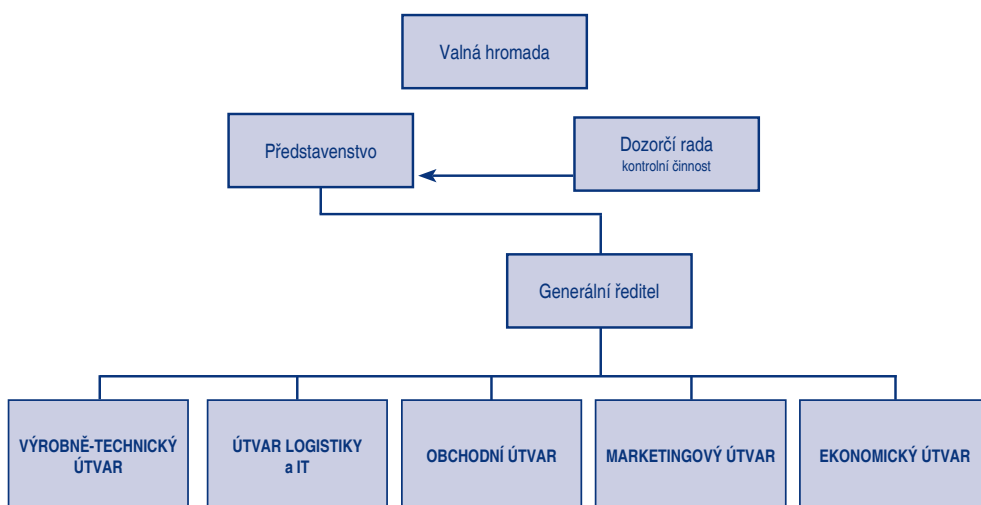 Valná hromada
Představenstvo
Dozorčí rada
kontrolní činnost
Generální ředitel
VÝROBNĚ-TECHNICKÝ
ÚTVAR
ÚTVAR LOGISTIKY
a IT
OBCHODNÍ ÚTVAR
MARKETINGOVÝ ÚTVAR
EKONOMICKÝ ÚTVAR